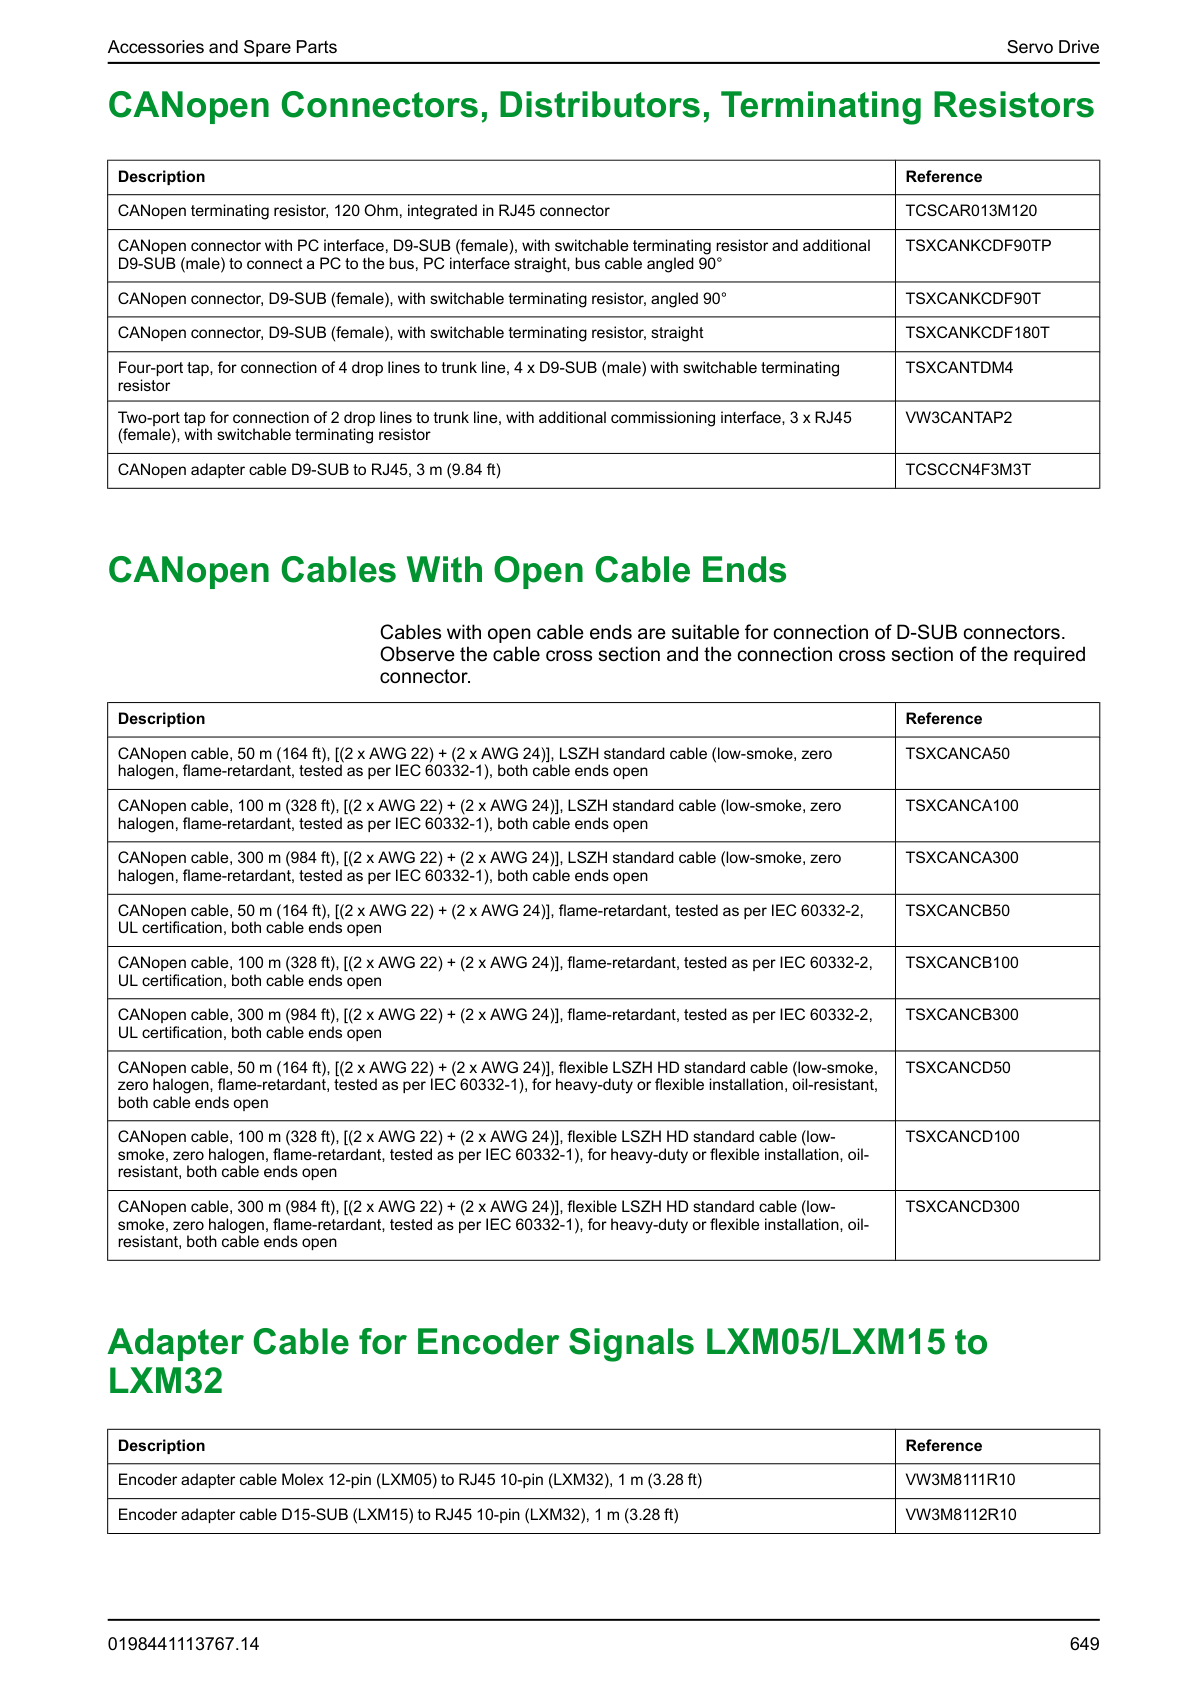 Accessories and Spare Parts
Servo Drive
CANopen Connectors, Distributors, Terminating Resistors
Description
Reference
CANopen terminating resistor, 120 Ohm, integrated in RJ45 connector
TCSCAR013M120
CANopen connector with PC interface, D9-SUB (female), with switchable terminating resistor and additional
D9-SUB (male) to connect a PC to the bus, PC interface straight, bus cable angled 90°
TSXCANKCDF90TP
CANopen connector, D9-SUB (female), with switchable terminating resistor, angled 90°
TSXCANKCDF90T
CANopen connector, D9-SUB (female), with switchable terminating resistor, straight
TSXCANKCDF180T
Four-port tap, for connection of 4 drop lines to trunk line, 4 x D9-SUB (male) with switchable terminating
resistor
TSXCANTDM4
Two-port tap for connection of 2 drop lines to trunk line, with additional commissioning interface, 3 x RJ45
(female), with switchable terminating resistor
VW3CANTAP2
CANopen adapter cable D9-SUB to RJ45, 3 m (9.84 ft)
TCSCCN4F3M3T
CANopen Cables With Open Cable Ends
Cables with open cable ends are suitable for connection of D-SUB connectors.
Observe the cable cross section and the connection cross section of the required
connector.
Description
Reference
CANopen cable, 50 m (164 ft), [(2 x AWG 22) + (2 x AWG 24)], LSZH standard cable (low-smoke, zero
halogen, flame-retardant, tested as per IEC 60332-1), both cable ends open
TSXCANCA50
CANopen cable, 100 m (328 ft), [(2 x AWG 22) + (2 x AWG 24)], LSZH standard cable (low-smoke, zero
halogen, flame-retardant, tested as per IEC 60332-1), both cable ends open
TSXCANCA100
CANopen cable, 300 m (984 ft), [(2 x AWG 22) + (2 x AWG 24)], LSZH standard cable (low-smoke, zero
halogen, flame-retardant, tested as per IEC 60332-1), both cable ends open
TSXCANCA300
CANopen cable, 50 m (164 ft), [(2 x AWG 22) + (2 x AWG 24)], flame-retardant, tested as per IEC 60332-2,
UL certification, both cable ends open
TSXCANCB50
CANopen cable, 100 m (328 ft), [(2 x AWG 22) + (2 x AWG 24)], flame-retardant, tested as per IEC 60332-2,
UL certification, both cable ends open
TSXCANCB100
CANopen cable, 300 m (984 ft), [(2 x AWG 22) + (2 x AWG 24)], flame-retardant, tested as per IEC 60332-2,
UL certification, both cable ends open
TSXCANCB300
CANopen cable, 50 m (164 ft), [(2 x AWG 22) + (2 x AWG 24)], flexible LSZH HD standard cable (low-smoke,
zero halogen, flame-retardant, tested as per IEC 60332-1), for heavy-duty or flexible installation, oil-resistant,
both cable ends open
TSXCANCD50
CANopen cable, 100 m (328 ft), [(2 x AWG 22) + (2 x AWG 24)], flexible LSZH HD standard cable (low-
smoke, zero halogen, flame-retardant, tested as per IEC 60332-1), for heavy-duty or flexible installation, oil-
resistant, both cable ends open
TSXCANCD100
CANopen cable, 300 m (984 ft), [(2 x AWG 22) + (2 x AWG 24)], flexible LSZH HD standard cable (low-
smoke, zero halogen, flame-retardant, tested as per IEC 60332-1), for heavy-duty or flexible installation, oil-
resistant, both cable ends open
TSXCANCD300
Adapter Cable for Encoder Signals LXM05/LXM15 to
LXM32
Description
Reference
Encoder adapter cable Molex 12-pin (LXM05) to RJ45 10-pin (LXM32), 1 m (3.28 ft)
VW3M8111R10
Encoder adapter cable D15-SUB (LXM15) to RJ45 10-pin (LXM32), 1 m (3.28 ft)
VW3M8112R10
0198441113767.14
649